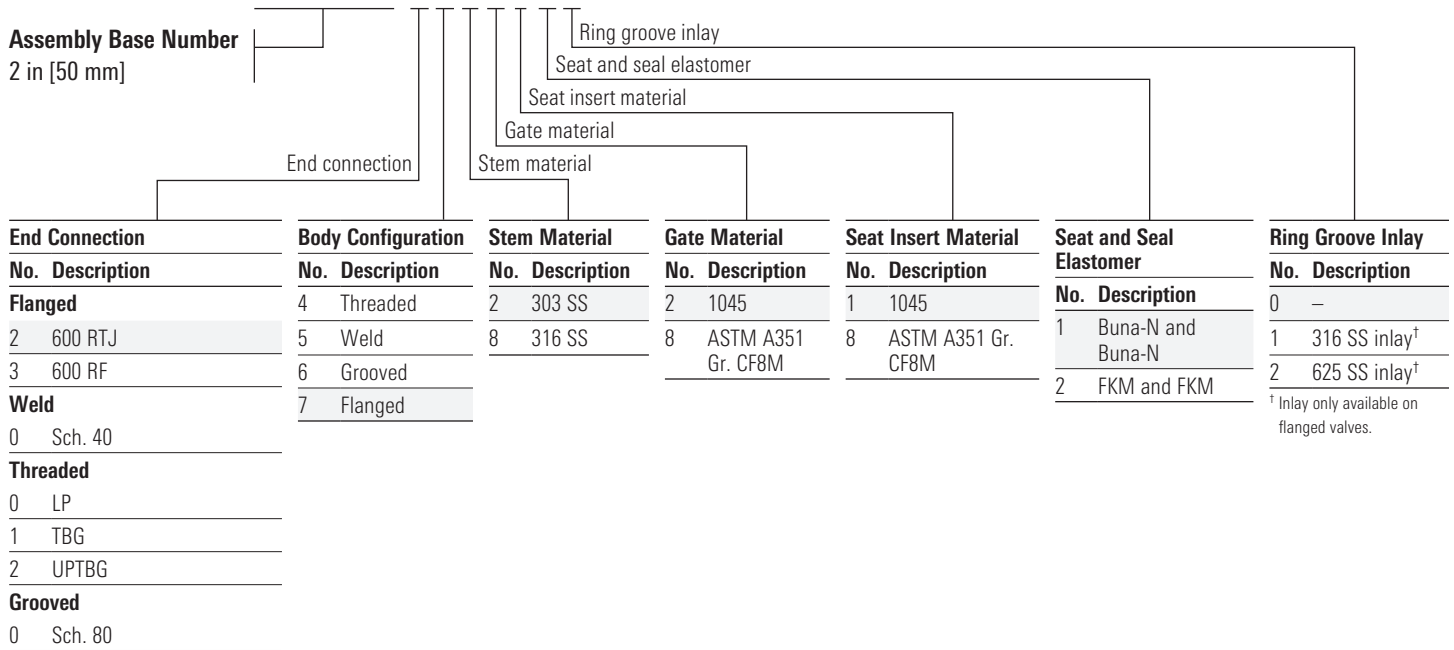 Assembly Base Number
2 in [50 mm]
Ring groove inlay
Seat and seal elastomer
Seat insert material
Gate material
End connection
Stem material
End Connection
No. Description
Flanged
2 600 RTJ
3 600 RF
Weld
0 Sch. 40
Threaded
0 LP
1 TBG
2 UPTBG
Grooved
0 Sch. 80
Body Configuration
No. Description
4 Threaded
5 Weld
6 Grooved
7 Flanged
Stem Material
No. Description
2 303 SS
8 316 SS
Gate Material
No. Description
2 1045
8 ASTM A351
Gr. CF8M
Seat Insert Material
No. Description
1 1045
8 ASTM A351 Gr.
CF8M
Seat and Seal
Elastomer
No. Description
1 Buna-N and
Buna-N
2 FKM and FKM
Ring Groove Inlay
No. Description
0 –
1 316 SS inlay†
2 625 SS inlay†
† Inlay only available on
flanged valves.